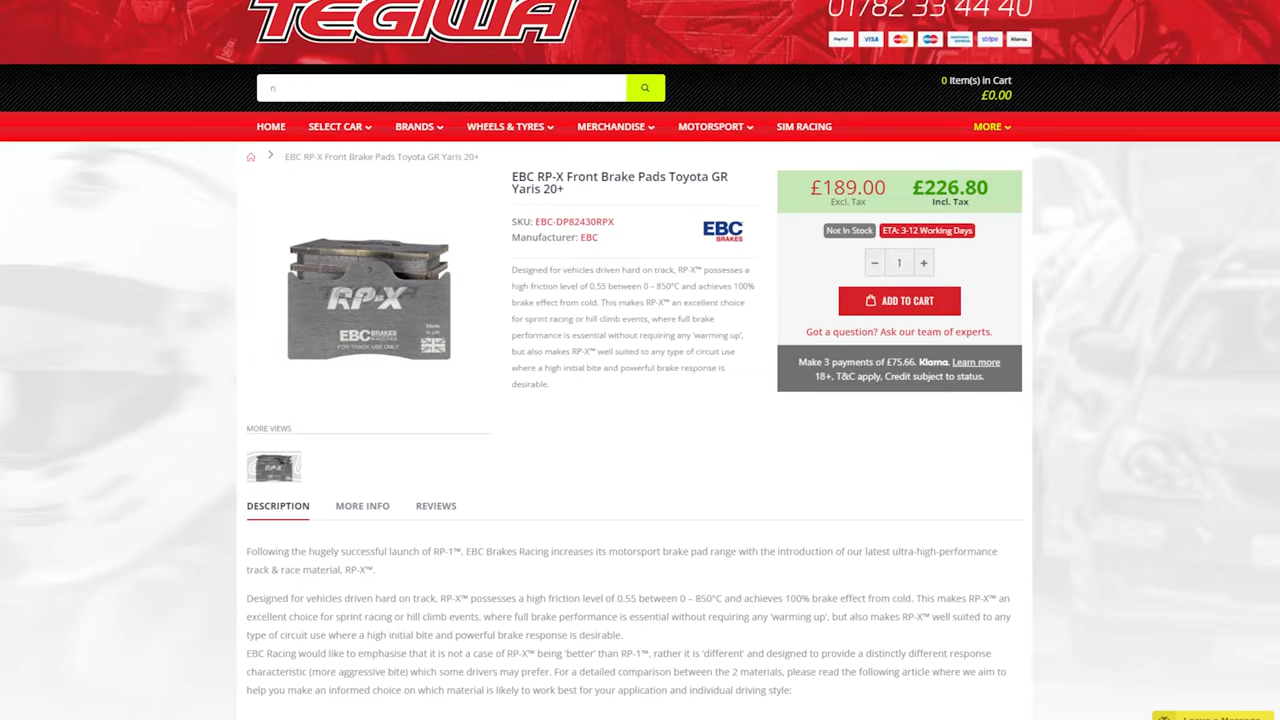 TEGIWA
01782 33 44 40
PayPal VISA stripe Klarna.
n
0 Item(s) in Cart
£0.00
HOME SELECT CAR BRANDS WHEELS & TYRES MERCHANDISE MOTORSPORT SIM RACING MORE
EBC RP-X Front Brake Pads Toyota GR Yaris 20+
EBC RP-X Front Brake Pads Toyota GR
Yaris 20+
SKU: EBC-DP82430RPX
Manufacturer: EBC
EBC
BRAKES
Designed for vehicles driven hard on track, RP-X™ possesses a
high friction level of 0.55 between 0 – 850°C and achieves 100%
brake effect from cold. This makes RP-X™ an excellent choice
for sprint racing or hill climb events, where full brake
performance is essential without requiring any 'warming up',
but also makes RP-X™ well suited to any type of circuit use
where a high initial bite and powerful brake response is
desirable.
£189.00 £226.80
Excl. Tax Incl. Tax
Not In Stock ETA: 3-12 Working Days
− 1 +
ADD TO CART
Got a question? Ask our team of experts.
Make 3 payments of £75.66. Klarna. Learn more
18+, T&C apply, Credit subject to status.
RP-X
EBC BRAKES RACING
FOR TRACK USE ONLY
Made
in UK
MORE VIEWS
RP-X
DESCRIPTION MORE INFO REVIEWS
Following the hugely successful launch of RP-1™, EBC Brakes Racing increases its motorsport brake pad range with the introduction of our latest ultra-high-performance
track & race material, RP-X™.
Designed for vehicles driven hard on track, RP-X™ possesses a high friction level of 0.55 between 0 – 850°C and achieves 100% brake effect from cold. This makes RP-X™ an
excellent choice for sprint racing or hill climb events, where full brake performance is essential without requiring any 'warming up', but also makes RP-X™ well suited to any
type of circuit use where a high initial bite and powerful brake response is desirable.
EBC Racing would like to emphasise that it is not a case of RP-X™ being 'better' than RP-1™, rather it is 'different' and designed to provide a distinctly different response
characteristic (more aggressive bite) which some drivers may prefer. For a detailed comparison between the 2 materials, please read the following article where we aim to
help you make an informed choice on which material is likely to work best for your application and individual driving style:
Leave a Message